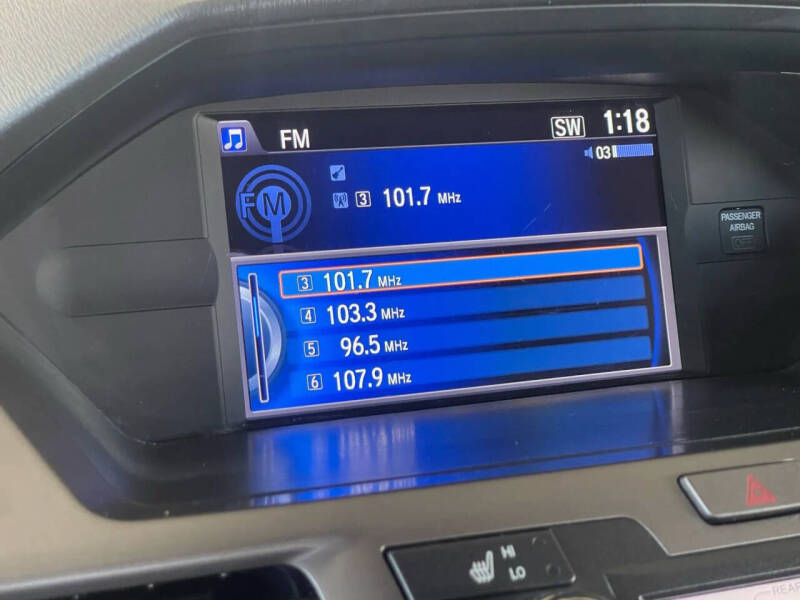 FM
SW 1:18
03
FM
3 101.7 MHz
3 101.7 MHz
4 103.3 MHz
5 96.5 MHz
6 107.9 MHz
PASSENGER
AIRBAG
OFF
HI
LO
REAR